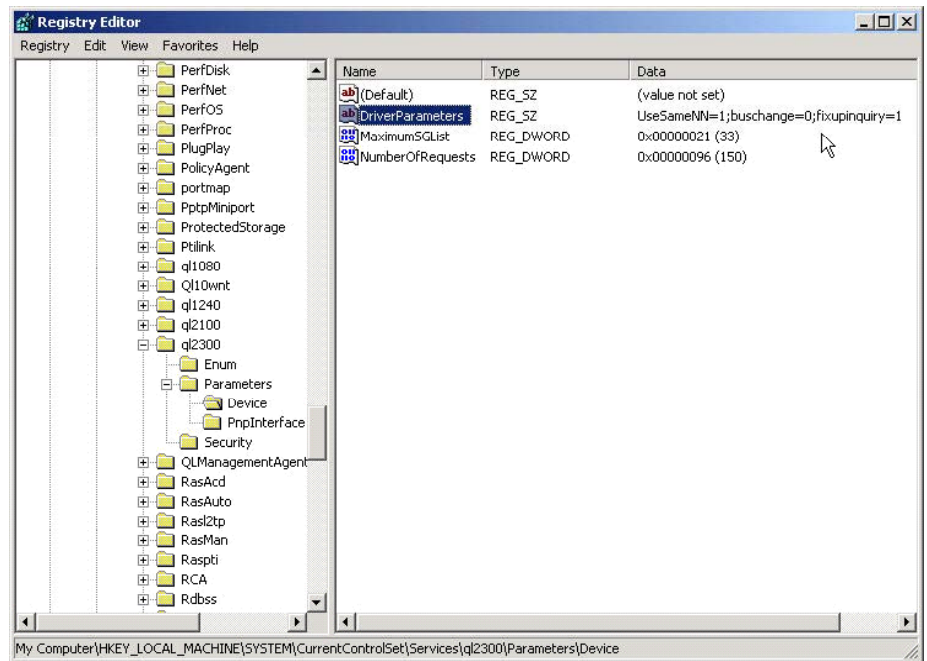 Registry Editor
Registry Edit View Favorites Help
PerfDisk
PerfNet
PerfOS
PerfProc
PlugPlay
PolicyAgent
portmap
PptpMiniport
ProtectedStorage
Ptilink
ql1080
Ql10wnt
ql1240
ql2100
ql2300
Enum
Parameters
Device
PnpInterface
Security
QLManagementAgent
RasAcd
RasAuto
Rasl2tp
RasMan
Raspti
RCA
Rdbss
Name Type Data
(Default) REG_SZ (value not set)
DriverParameters REG_SZ UseSameNN=1;buschange=0;fixupinquiry=1
MaximumSGList REG_DWORD 0x00000021 (33)
NumberOfRequests REG_DWORD 0x00000096 (150)
My Computer\HKEY_LOCAL_MACHINE\SYSTEM\CurrentControlSet\Services\ql2300\Parameters\Device